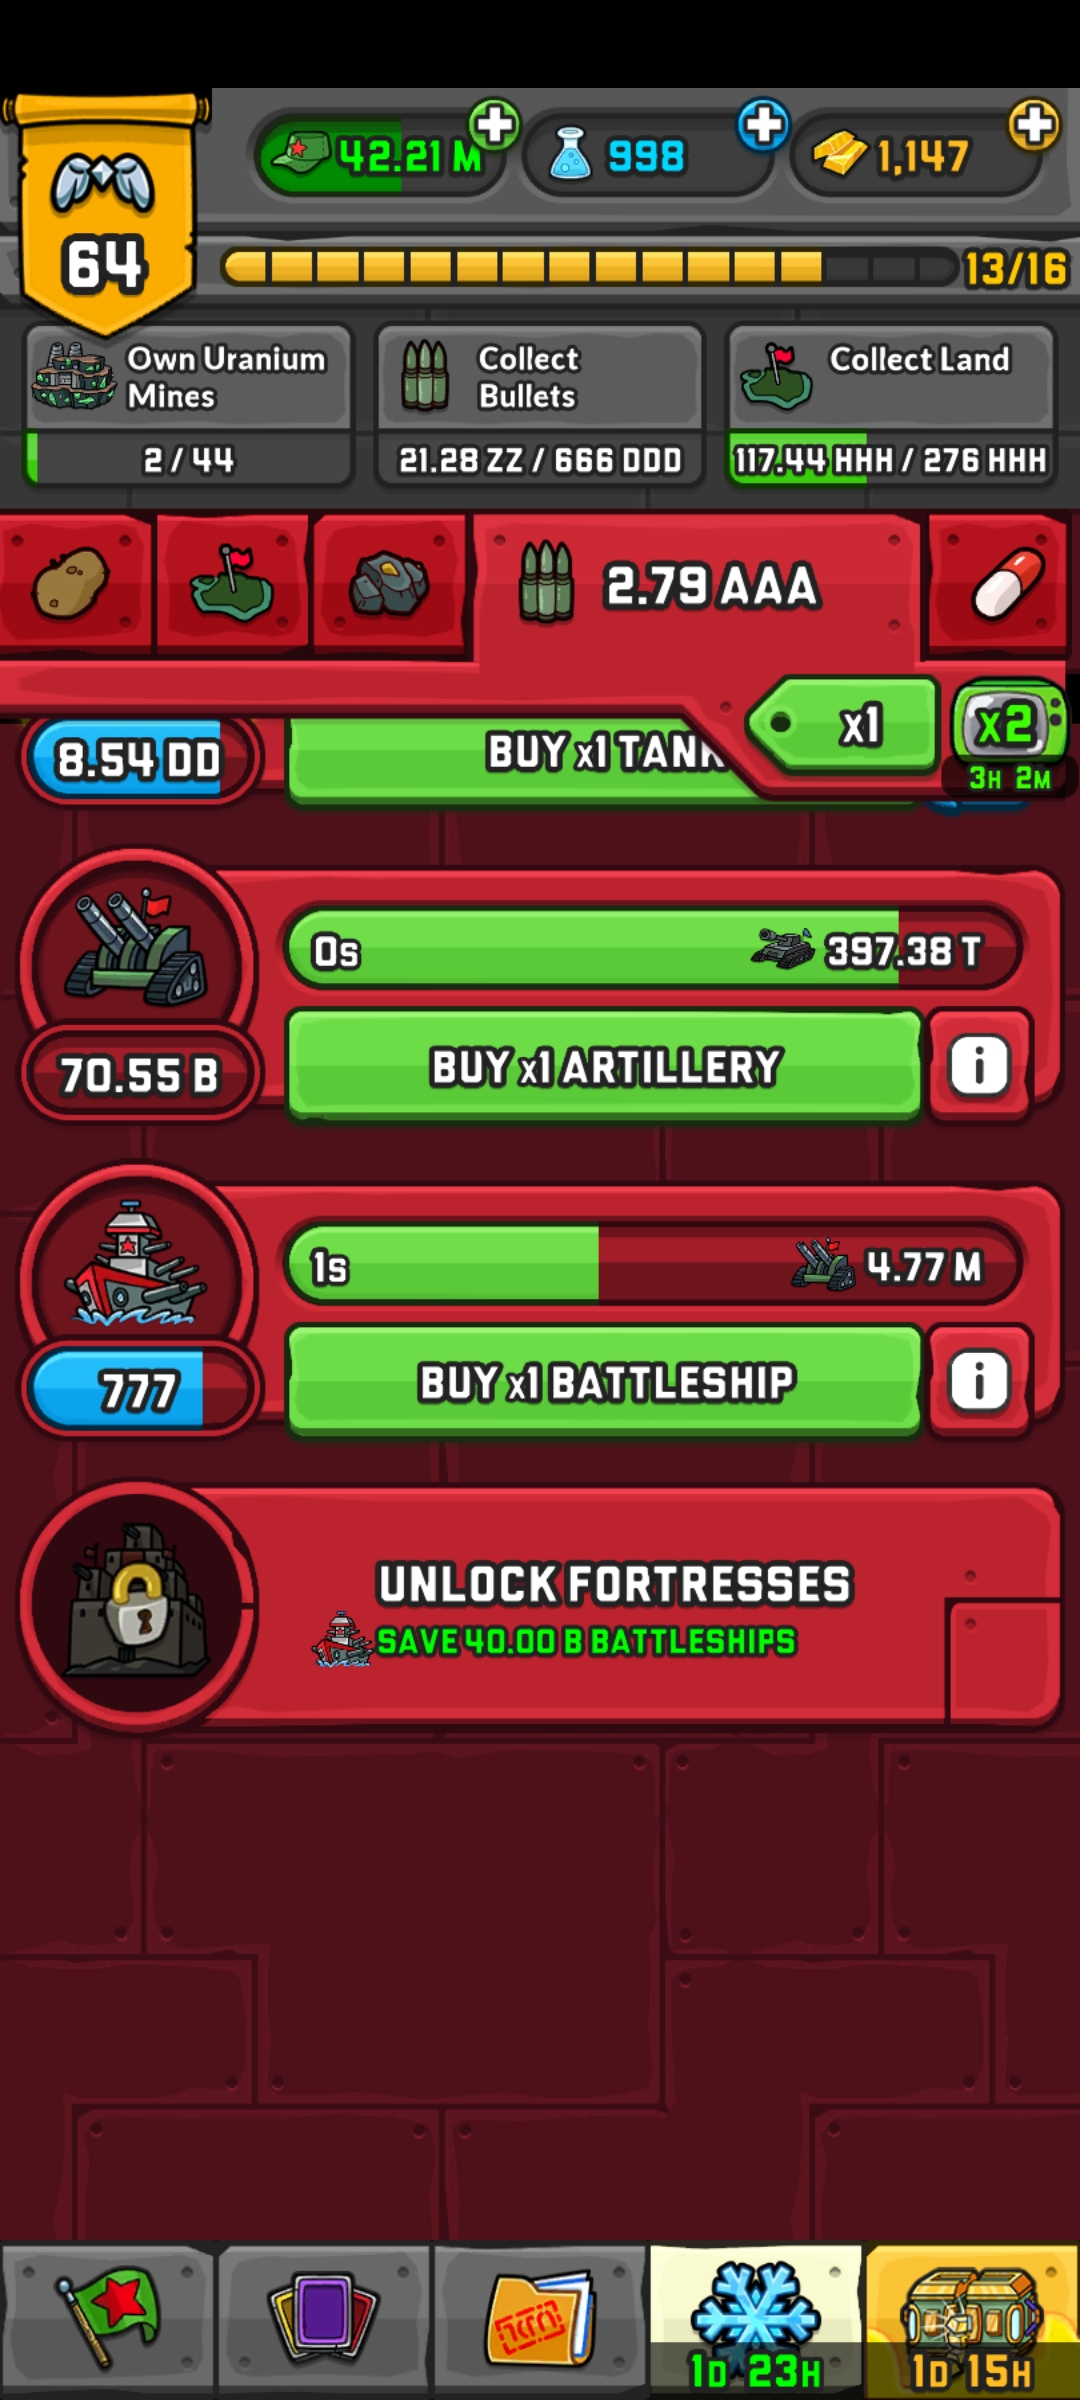 42.21 M
998
1,147
64
13/16
Own Uranium
Mines
2 / 44
Collect
Bullets
21.28 ZZ / 666 DDD
Collect Land
117.44 HHH / 276 HHH
2.79 AAA
x1
x2
3H 2M
8.54 DD
BUY x1 TANK
0s
397.38 T
70.55 B
BUY x1 ARTILLERY
i
1s
4.77 M
777
BUY x1 BATTLESHIP
i
UNLOCK FORTRESSES
SAVE 40.00 B BATTLESHIPS
1D 23H
1D 15H